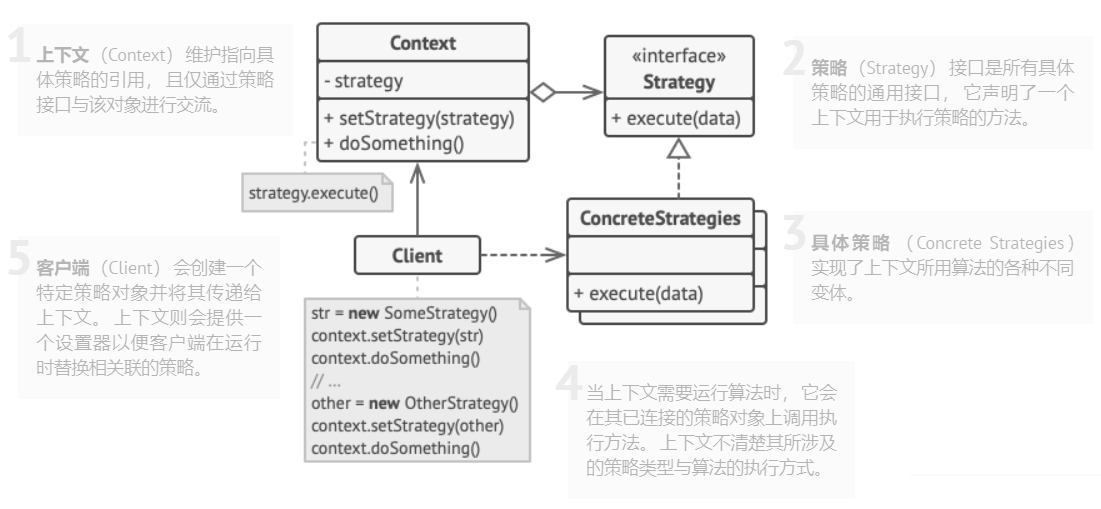 1
上下文（Context）维护指向具
体策略的引用，且仅通过策略
接口与该对象进行交流。
Context
- strategy
+ setStrategy(strategy)
+ doSomething()
strategy.execute()
«interface»
Strategy
+ execute(data)
2
策略（Strategy）接口是所有具体
策略的通用接口，它声明了一个
上下文用于执行策略的方法。
ConcreteStrategies
+ execute(data)
3
具体策略（Concrete Strategies）
实现了上下文所用算法的各种不同
变体。
5
客户端（Client）会创建一个
特定策略对象并将其传递给
上下文。上下文则会提供一
个设置器以便客户端在运行
时替换相关联的策略。
Client
str = new SomeStrategy()
context.setStrategy(str)
context.doSomething()
// ...
other = new OtherStrategy()
context.setStrategy(other)
context.doSomething()
4
当上下文需要运行算法时，它会
在其已连接的策略对象上调用执
行方法。上下文不清楚其所涉及
的策略类型与算法的执行方式。